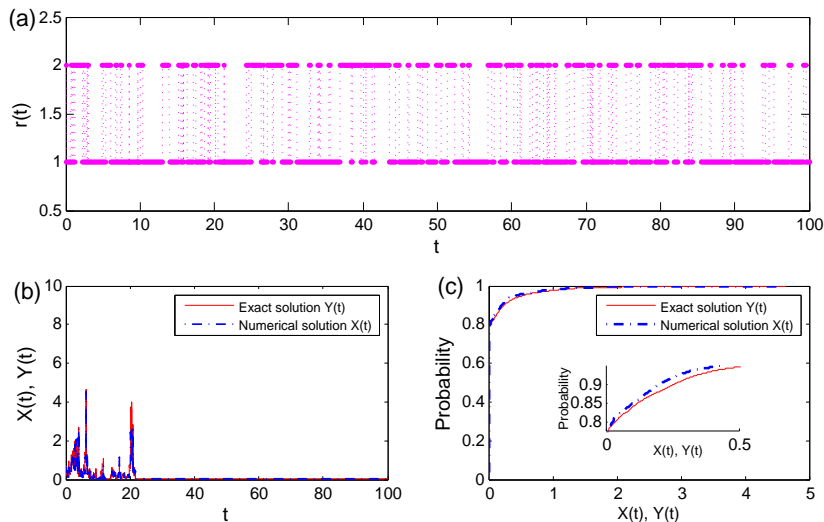 (a)
2.5
2
1.5
1
0.5
r(t)
0 10 20 30 40 50 60 70 80 90 100
t
(b)
10
8
6
4
2
0
X(t), Y(t)
Exact solution Y(t)
Numerical solution X(t)
0 20 40 60 80 100
t
(c)
1
0.8
0.6
0.4
0.2
0
Probability
Exact solution Y(t)
Numerical solution X(t)
0.9
0.85
0.8
Probability
0 0.5
X(t), Y(t)
0 1 2 3 4 5
X(t), Y(t)